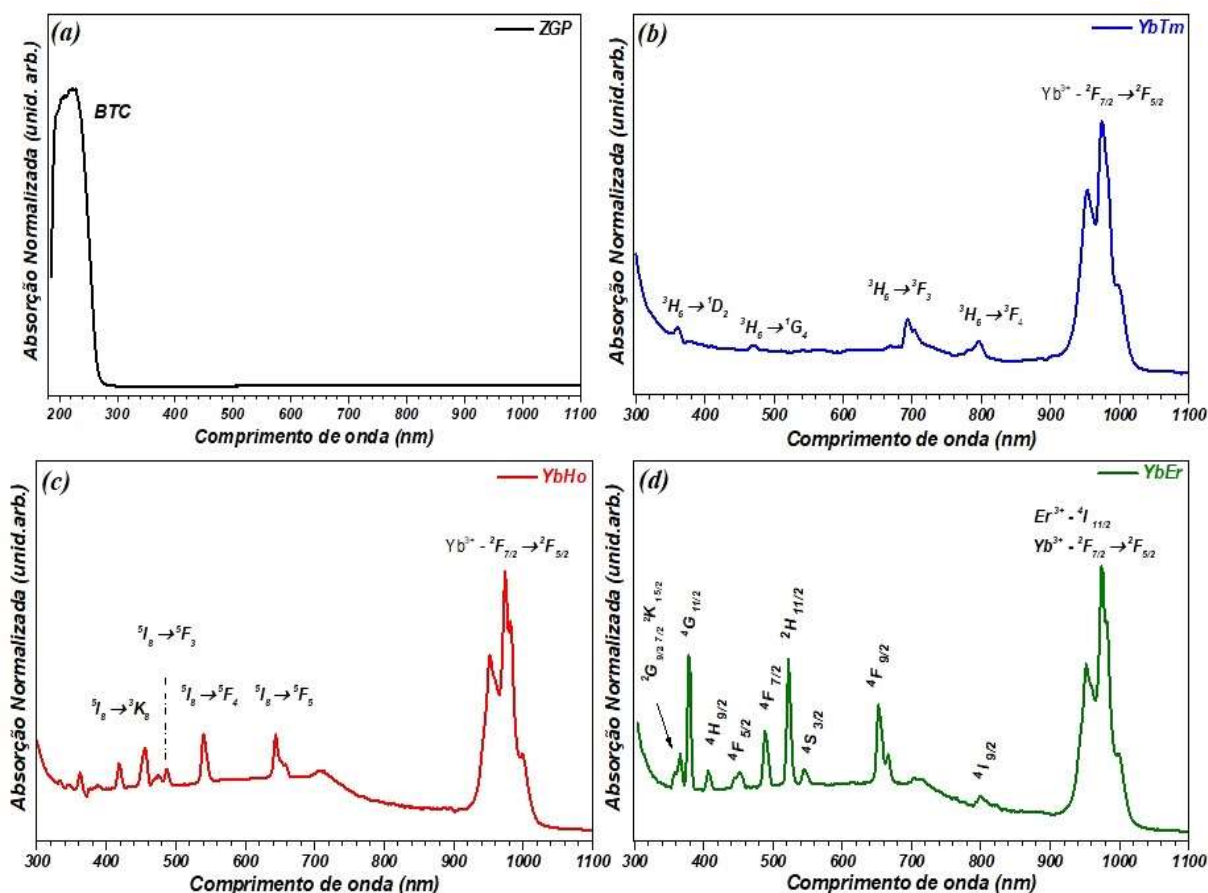 (a)
ZGP
BTC
Absorção Normalizada (unid. arb.)
200 300 400 500 600 700 800 900 1000 1100
Comprimento de onda (nm)
(b)
YbTm
Yb³⁺ - ²F₇/₂→²F₅/₂
³H₆→¹D₂
³H₆→¹G₄
³H₆→³F₃
³H₆→³F₄
Absorção Normalizada (unid. arb.)
300 400 500 600 700 800 900 1000 1100
Comprimento de onda (nm)
(c)
YbHo
Yb³⁺ - ²F₇/₂→²F₅/₂
⁵I₈→⁵F₃
⁵I₈→³K₈
⁵I₈→⁵F₄
⁵I₈→⁵F₅
Absorção Normalizada (unid.arb.)
300 400 500 600 700 800 900 1000 1100
Comprimento de onda (nm)
(d)
YbEr
Er³⁺ - ⁴I₁₁/₂
Yb³⁺ - ²F₇/₂→²F₅/₂
²G₉/₂ ₇/₂ ²K₁₅/₂
⁴G₁₁/₂
⁴H₉/₂
⁴F₅/₂
⁴F₇/₂
²H₁₁/₂
⁴S₃/₂
⁴F₉/₂
⁴I₉/₂
Absorção Normalizada (unid. arb.)
300 400 500 600 700 800 900 1000 1100
Comprimento de onda (nm)